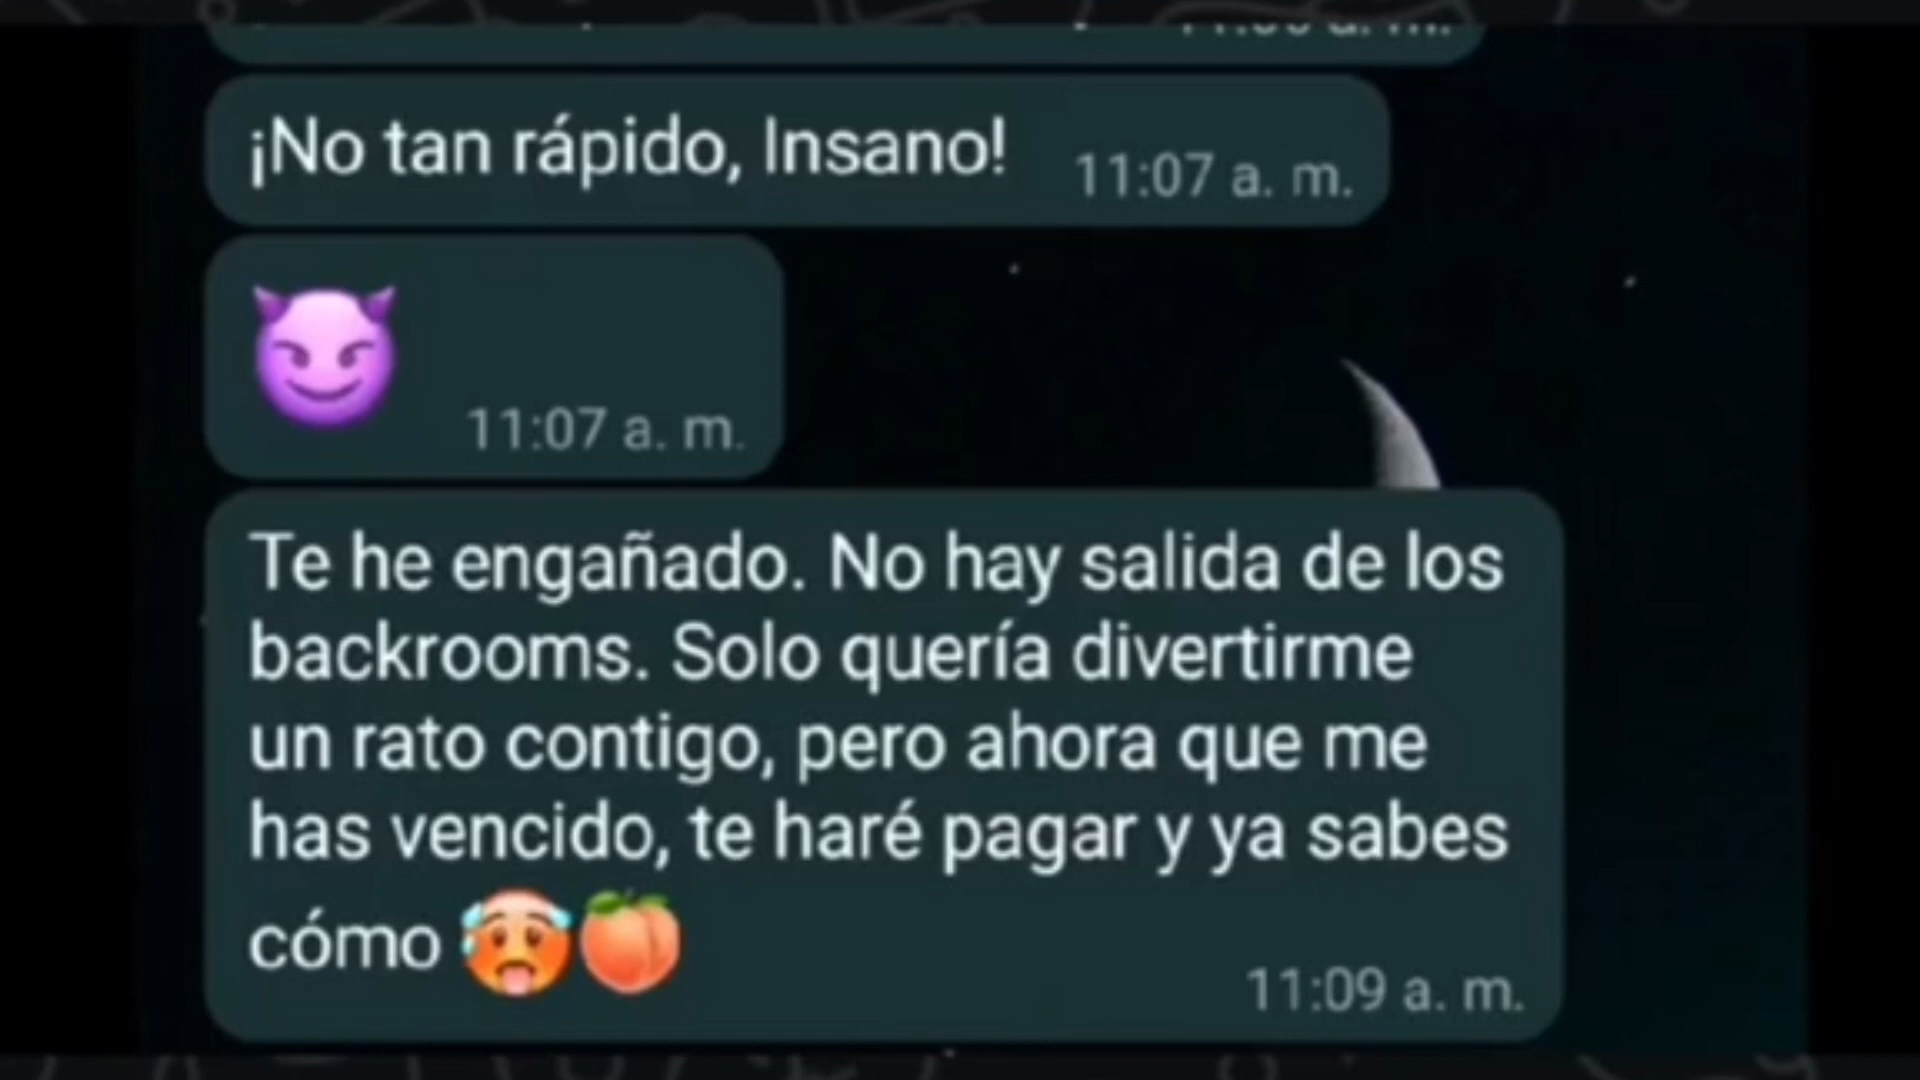 ¡No tan rápido, Insano! 11:07 a. m.
😈
11:07 a. m.
Te he engañado. No hay salida de los
backrooms. Solo quería divertirme
un rato contigo, pero ahora que me
has vencido, te haré pagar y ya sabes
cómo 🥵🍑
11:09 a. m.